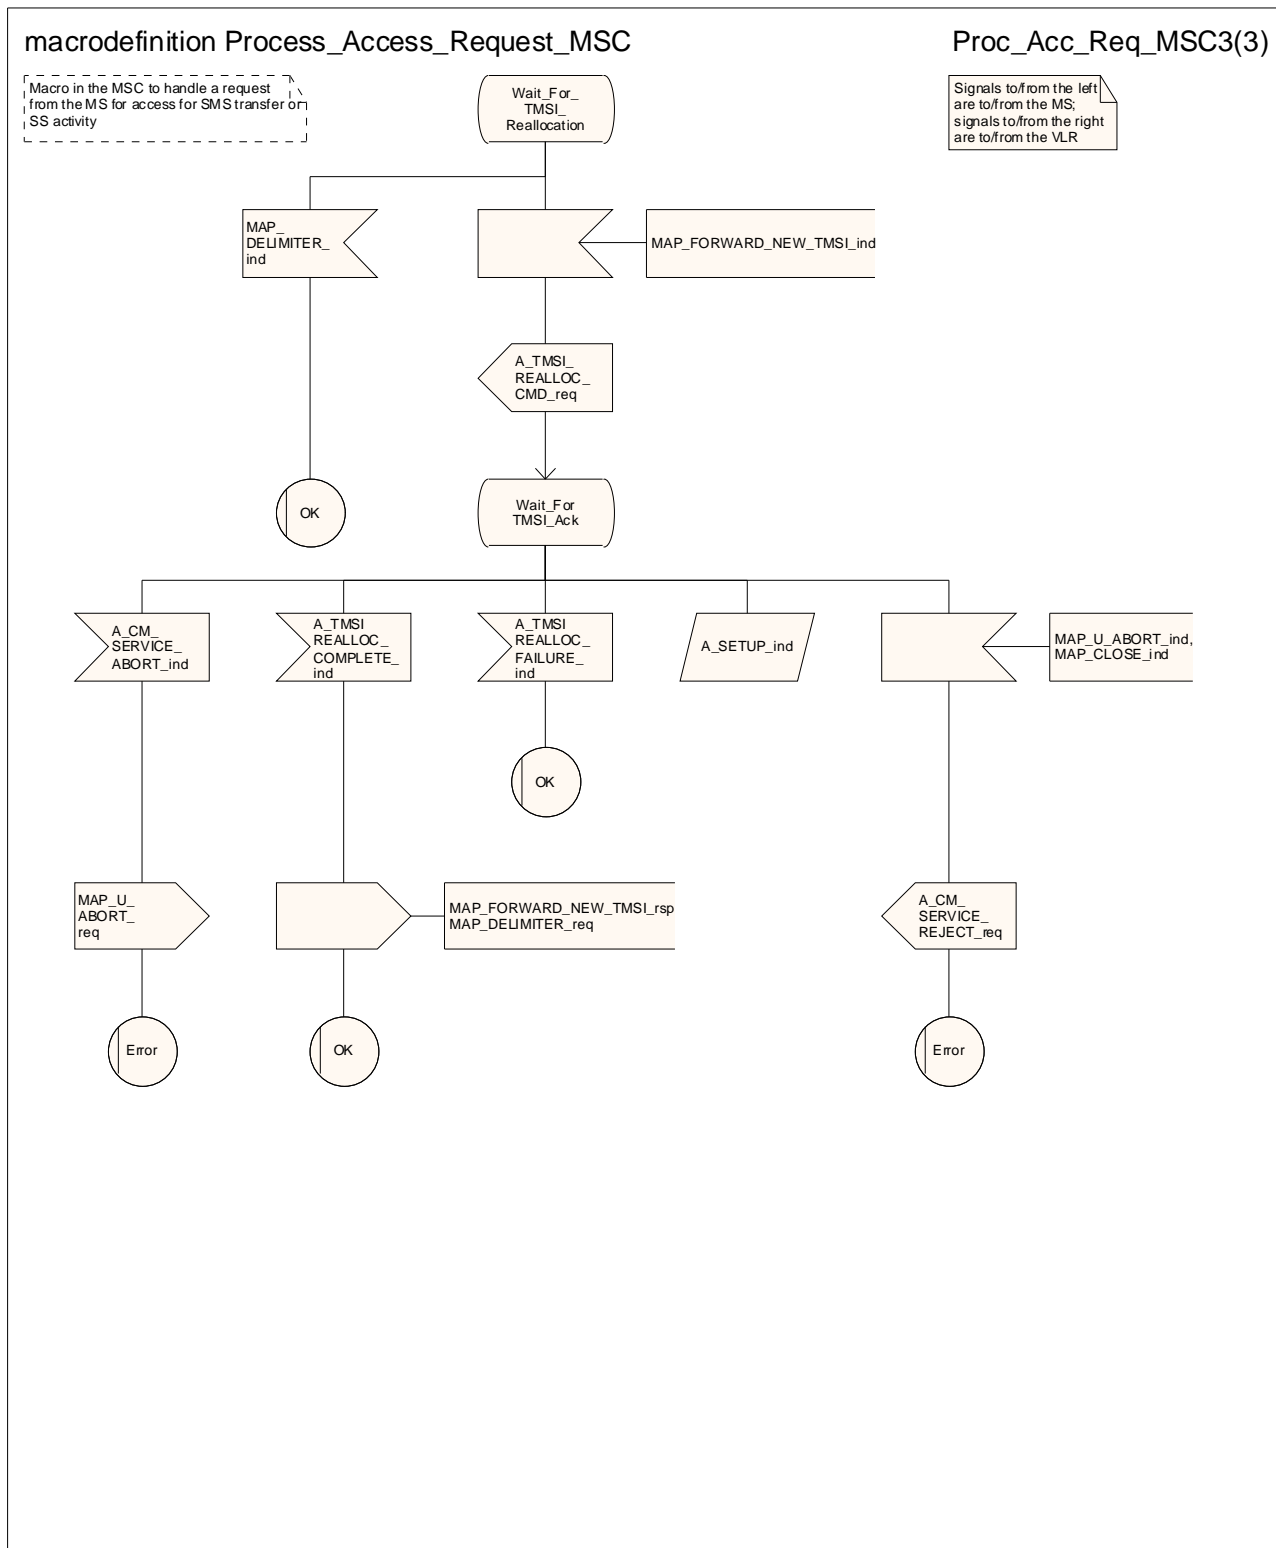 macrodefinition Process_Access_Request_MSC
Proc_Acc_Req_MSC3(3)
Macro in the MSC to handle a request
from the MS for access for SMS transfer or
SS activity
Wait_For_
TMSI_
Reallocation
Signals to/from the left
are to/from the MS;
signals to/from the right
are to/from the VLR
MAP_
DELIMITER_
ind
MAP_FORWARD_NEW_TMSI_ind
A_TMSI_
REALLOC_
CMD_req
OK
Wait_For
TMSI_Ack
A_CM_
SERVICE_
ABORT_ind
A_TMSI
REALLOC_
COMPLETE_
ind
A_TMSI
REALLOC_
FAILURE_
ind
A_SETUP_ind
MAP_U_ABORT_ind,
MAP_CLOSE_ind
OK
MAP_U_
ABORT_
req
MAP_FORWARD_NEW_TMSI_rsp
MAP_DELIMITER_req
A_CM_
SERVICE_
REJECT_req
Error
OK
Error